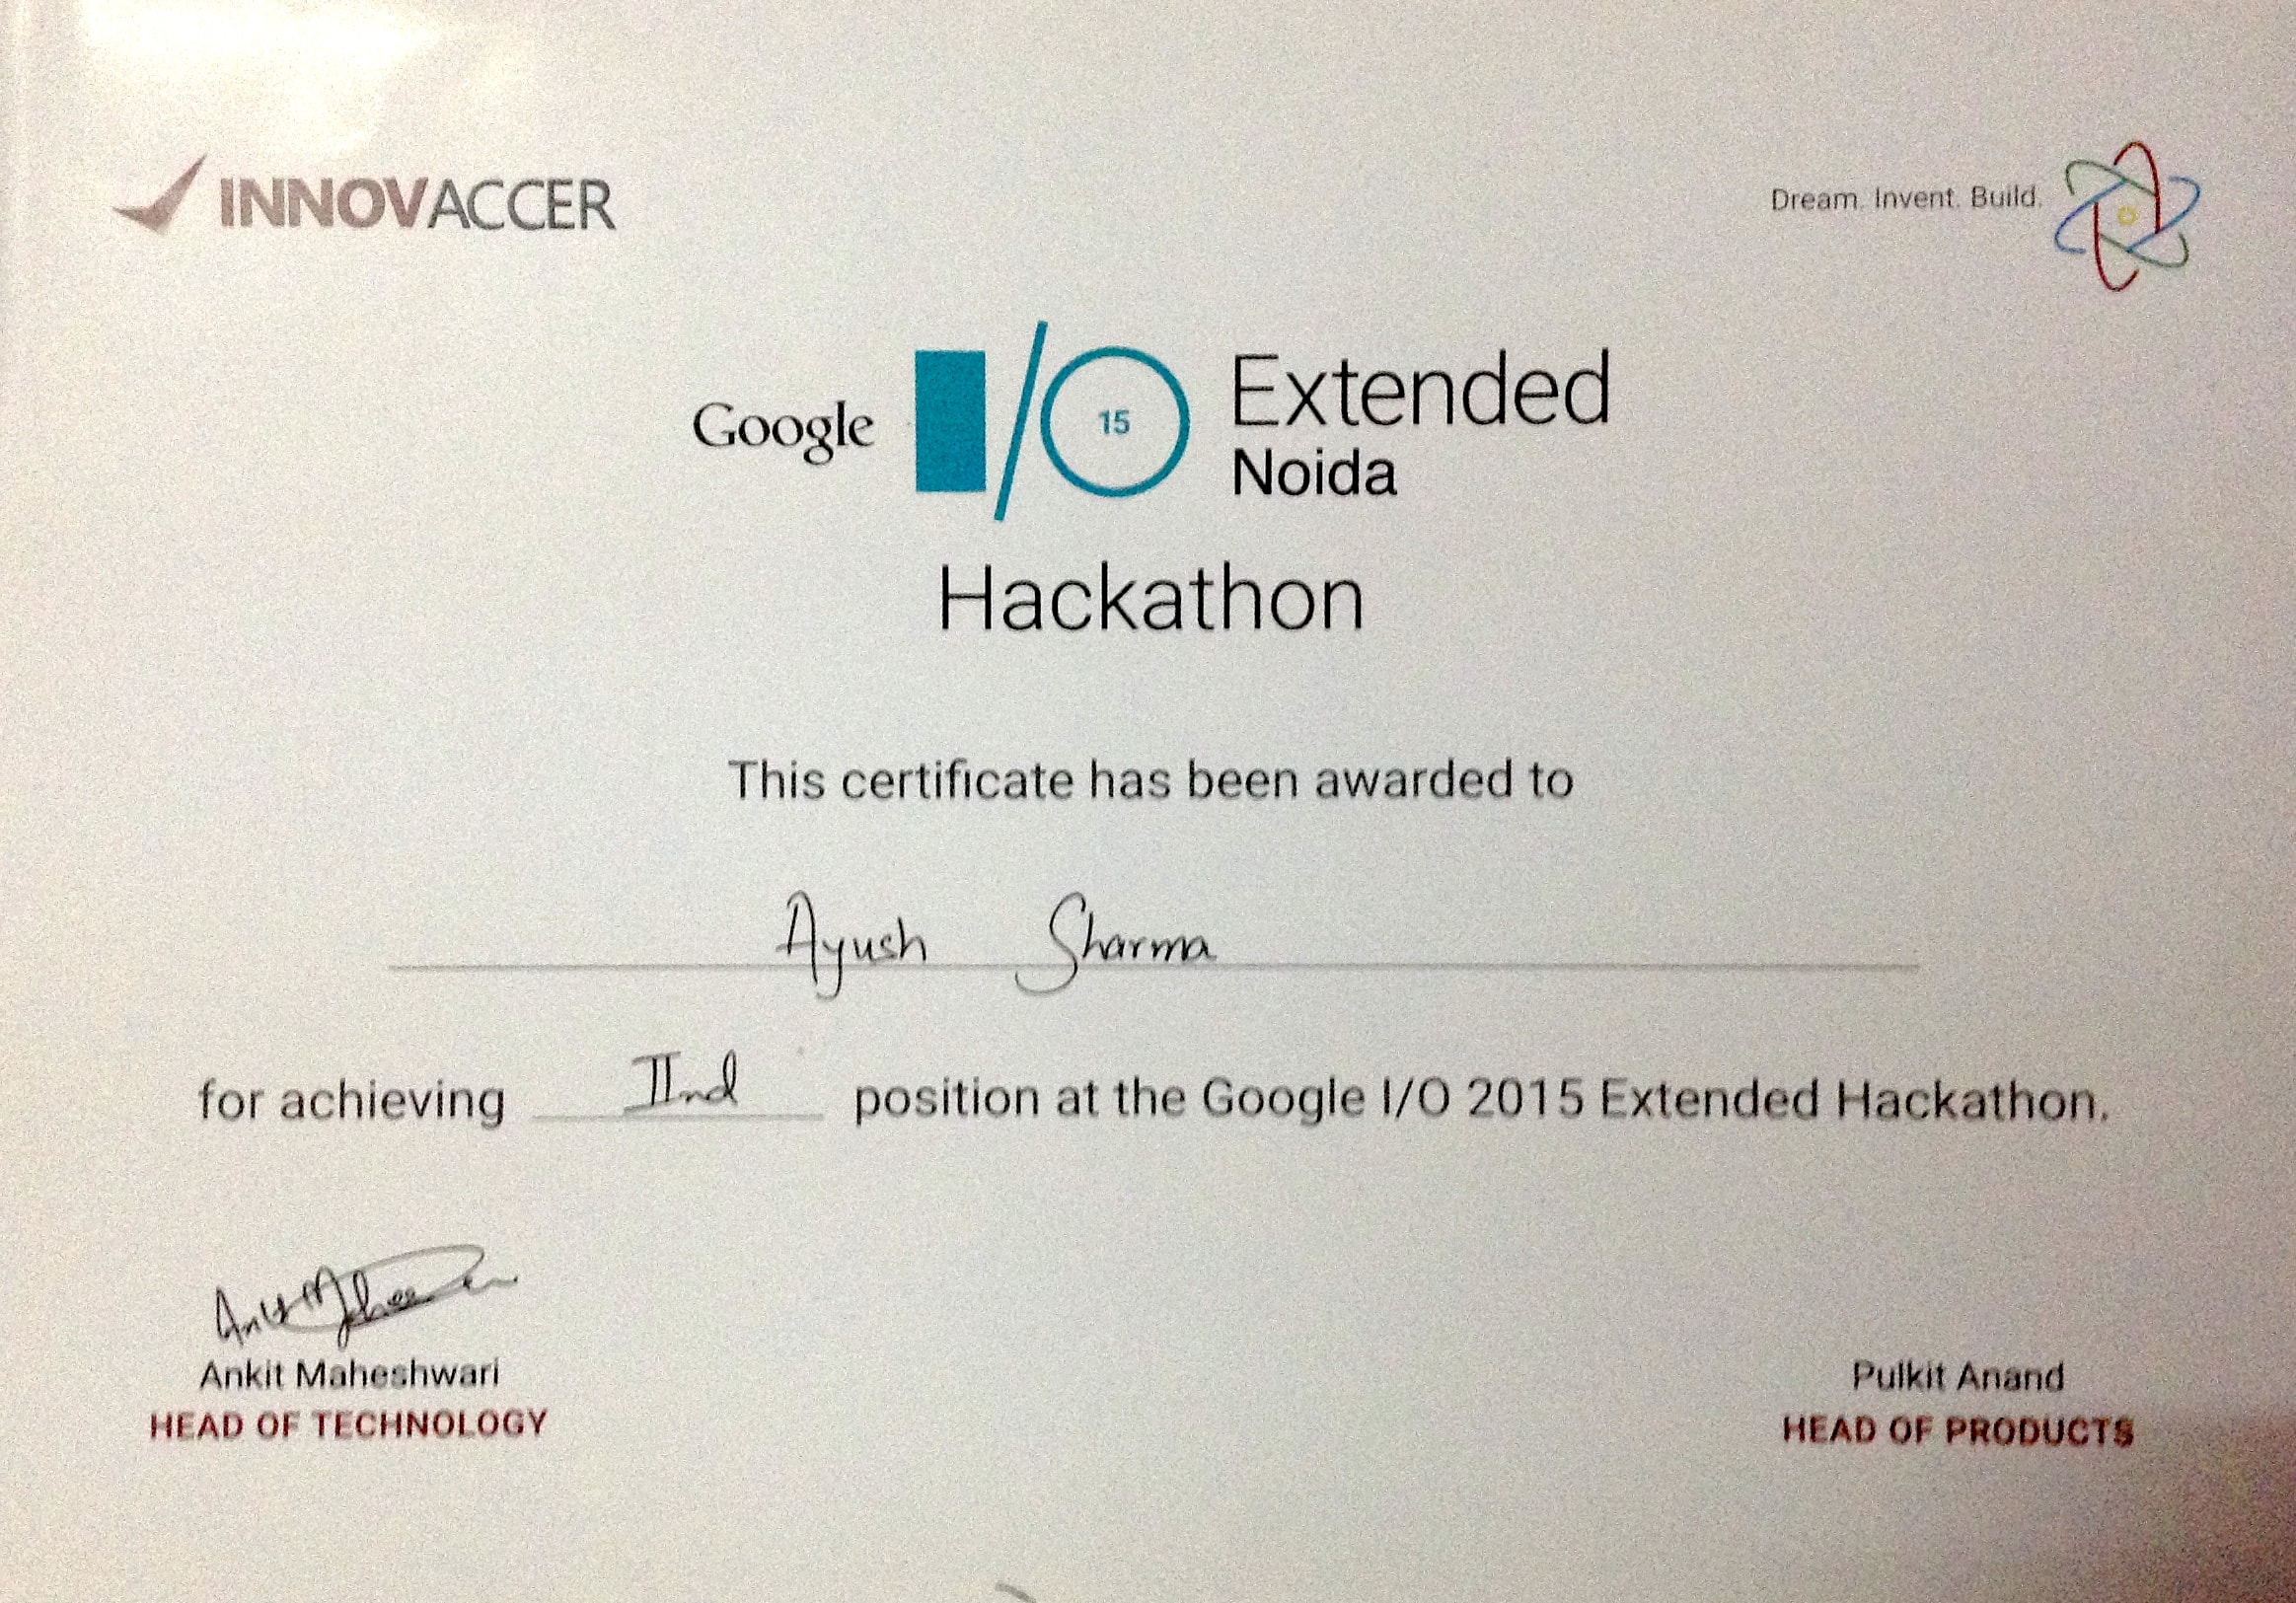 INNOVACCER
Dream. Invent. Build.
Google I/O 15 Extended
Noida
Hackathon
This certificate has been awarded to
Ayush Sharma
for achieving IInd position at the Google I/O 2015 Extended Hackathon.
Ankit Maheshwari
HEAD OF TECHNOLOGY
Pulkit Anand
HEAD OF PRODUCTS